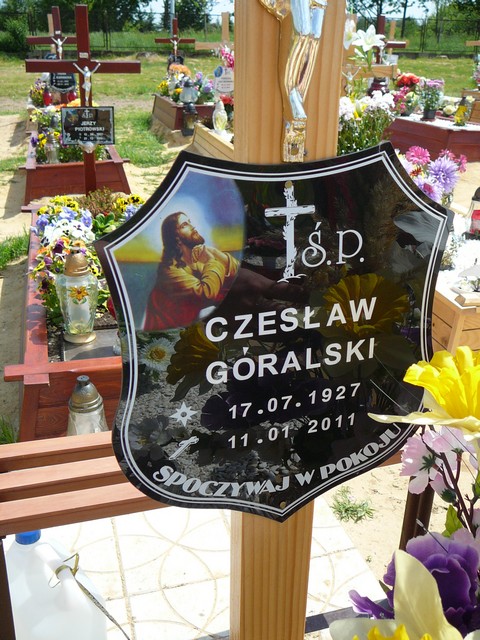 Ś.P.
CZESŁAW
GÓRALSKI
17.07.1927
11.01.2011
SPOCZYWAJ W POKOJU
JERZY
PIOTROWSKI